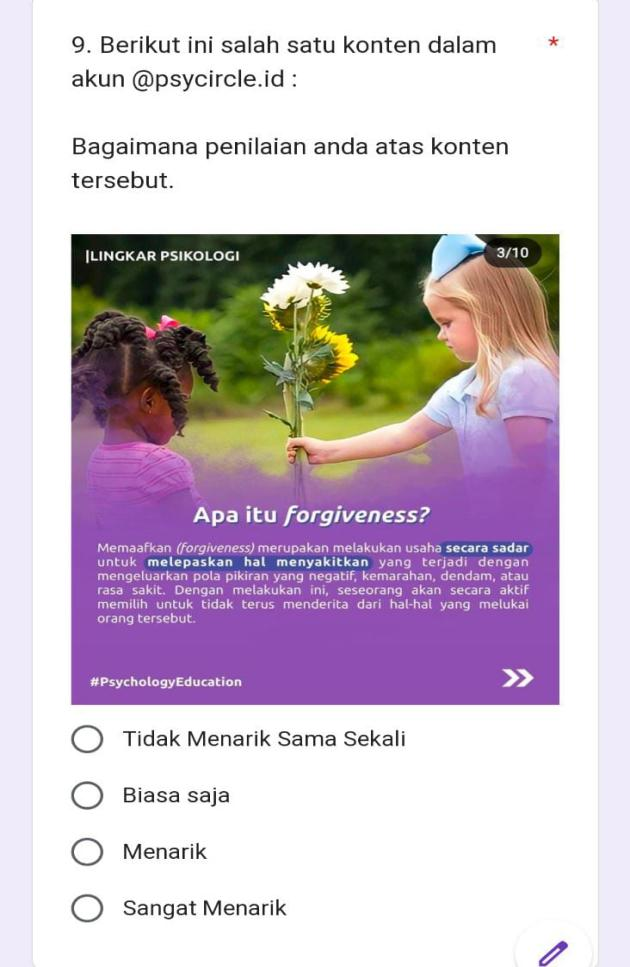 9. Berikut ini salah satu konten dalam *
akun @psycircle.id :
Bagaimana penilaian anda atas konten
tersebut.
|LINGKAR PSIKOLOGI
3/10
Apa itu forgiveness?
Memaafkan (forgiveness) merupakan melakukan usaha secara sadar
untuk melepaskan hal menyakitkan yang terjadi dengan
mengeluarkan pola pikiran yang negatif, kemarahan, dendam, atau
rasa sakit. Dengan melakukan ini, seseorang akan secara aktif
memilih untuk tidak terus menderita dari hal-hal yang melukai
orang tersebut.
#PsychologyEducation
Tidak Menarik Sama Sekali
Biasa saja
Menarik
Sangat Menarik